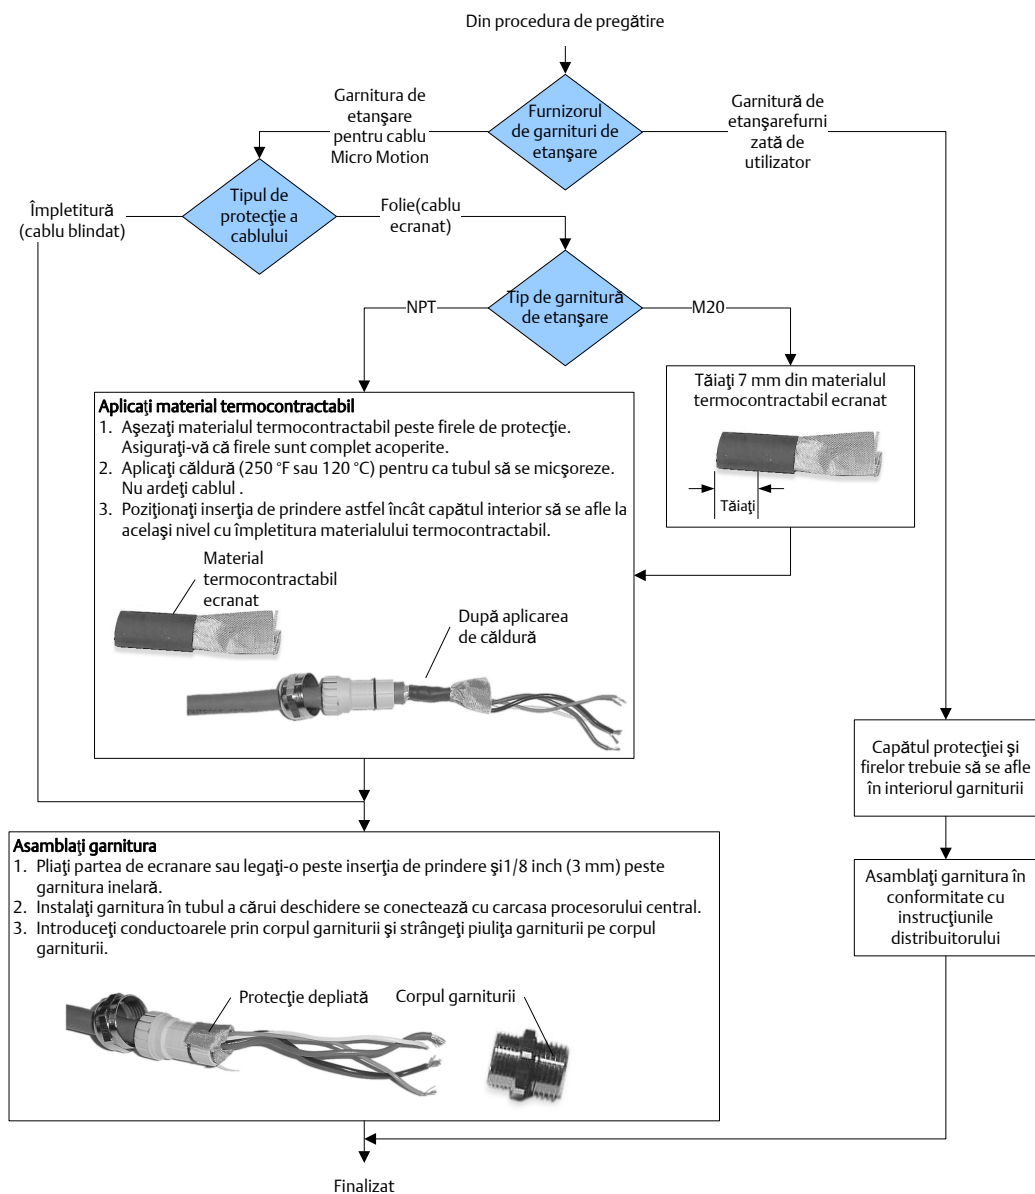 Din procedura de pregătire
Garnitura de
etanşare
pentru cablu
Micro Motion
Furnizorul
de garnituri de
etanşare
Garnitură de
etanşarefurni
zată de
utilizator
Împletitură
(cablu blindat)
Tipul de
protecţie a
cablului
Folie(cablu
ecranat)
NPT
Tip de garnitură
de etanşare
M20
Aplicaţi material termocontractabil
1. Aşezaţi materialul termocontractabil peste firele de protecţie.
Asiguraţi-vă că firele sunt complet acoperite.
2. Aplicaţi căldură (250 °F sau 120 °C) pentru ca tubul să se micşoreze.
Nu ardeţi cablul .
3. Poziţionaţi inserţia de prindere astfel încât capătul interior să se afle la
acelaşi nivel cu împletitura materialului termocontractabil.
Material
termocontractabil
ecranat
După aplicarea
de căldură
Tăiaţi 7 mm din materialul
termocontractabil ecranat
Tăiaţi
Capătul protecţiei şi
firelor trebuie să se afle
în interiorul garniturii
Asamblaţi garnitura
1. Pliaţi partea de ecranare sau legaţi-o peste inserţia de prindere şi1/8 inch (3 mm) peste
garnitura inelară.
2. Instalaţi garnitura în tubul a cărui deschidere se conectează cu carcasa procesorului central.
3. Introduceţi conductoarele prin corpul garniturii şi strângeţi piuliţa garniturii pe corpul
garniturii.
Protecţie depliată
Corpul garniturii
Asamblaţi garnitura în
conformitate cu
instrucţiunile
distribuitorului
Finalizat